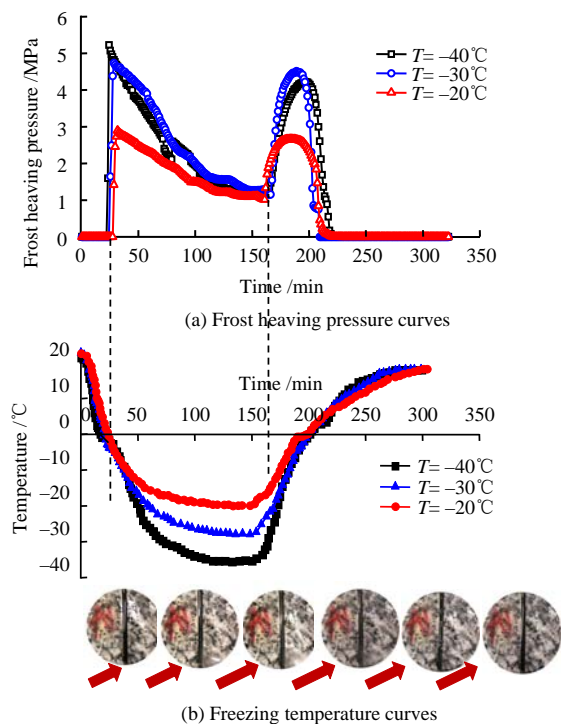 6
5
4
3
2
1
0
Frost heaving pressure /MPa
T= –40℃
T= –30℃
T= –20℃
0 50 100 150 200 250 300 350
Time /min
(a) Frost heaving pressure curves
20
10
0
–10
–20
–30
–40
Temperature /℃
Time /min
0 50 100 150 200 250 300 350
T= –40℃
T= –30℃
T= –20℃
(b) Freezing temperature curves